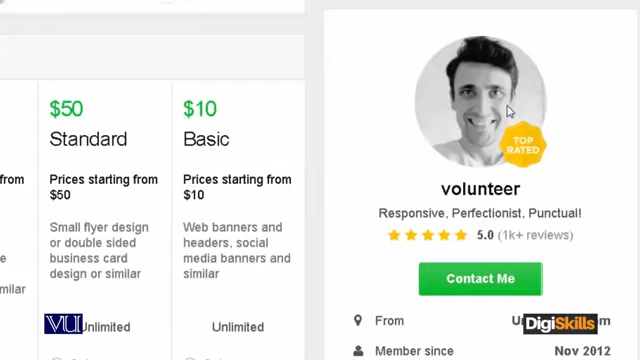 $50
Standard
Prices starting from
$50
Small flyer design
or double sided
business card
design or similar
Unlimited
$10
Basic
Prices starting from
$10
Web banners and
headers, social
media banners and
similar
Unlimited
from
milar
TOP
RATED
volunteer
Responsive, Perfectionist, Punctual!
5.0 (1k+ reviews)
Contact Me
From
Member since
Nov 2012
VU
DigiSkills